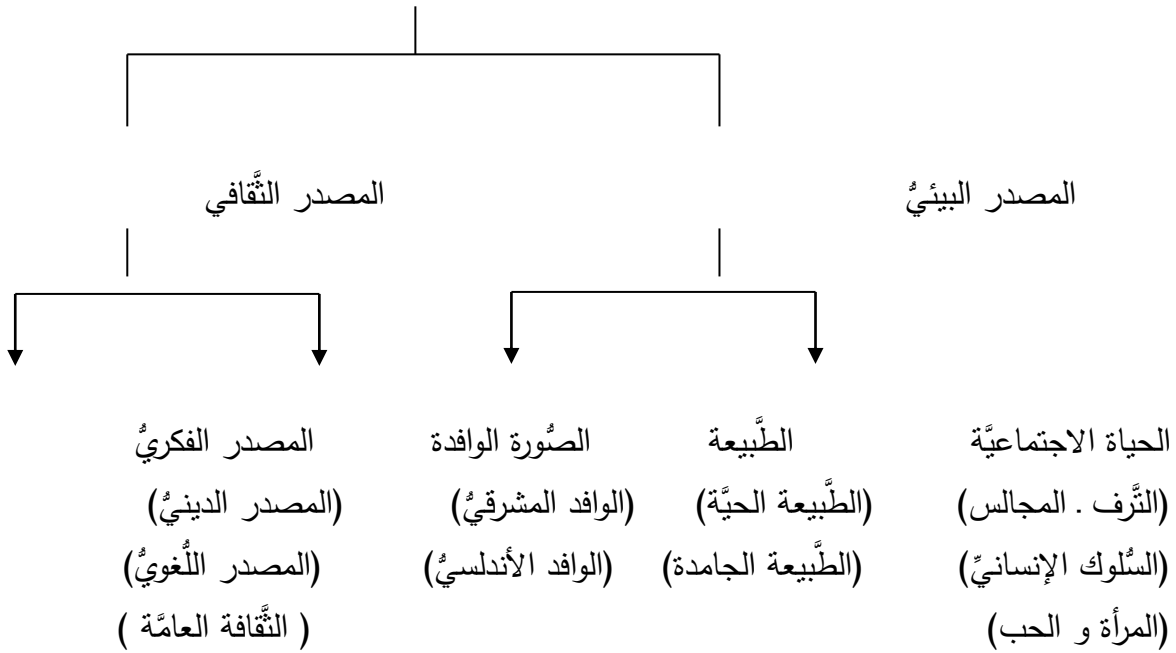 المصدر البيئيُّ المصدر الثَّقافي
الحياة الاجتماعيَّة الطَّبيعة الصُّورة الوافدة المصدر الفكريُّ
(التَّرف . المجالس) (الطَّبيعة الحيَّة) (الوافد المشرقيُّ) (المصدر الدينيُّ)
(السُّلوك الإنسانيِّ) (الطَّبيعة الجامدة) (الوافد الأندلسيُّ) (المصدر اللُّغويُّ)
(المرأة و الحب) ( الثَّقافة العامَّة )